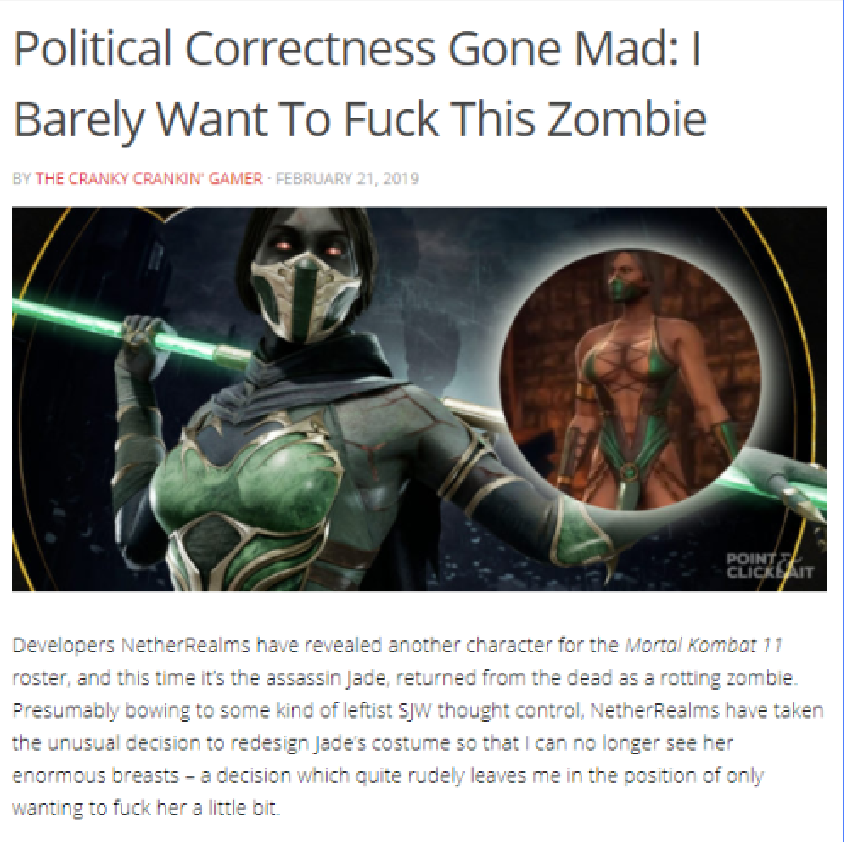 Political Correctness Gone Mad: I
Barely Want To Fuck This Zombie
BY THE CRANKY CRANKIN' GAMER - FEBRUARY 21, 2019
POINT &
CLICKBAIT
Developers NetherRealms have revealed another character for the Mortal Kombat 11
roster, and this time it's the assassin Jade, returned from the dead as a rotting zombie.
Presumably bowing to some kind of leftist SJW thought control, NetherRealms have taken
the unusual decision to redesign Jade's costume so that I can no longer see her
enormous breasts – a decision which quite rudely leaves me in the position of only
wanting to fuck her a little bit.